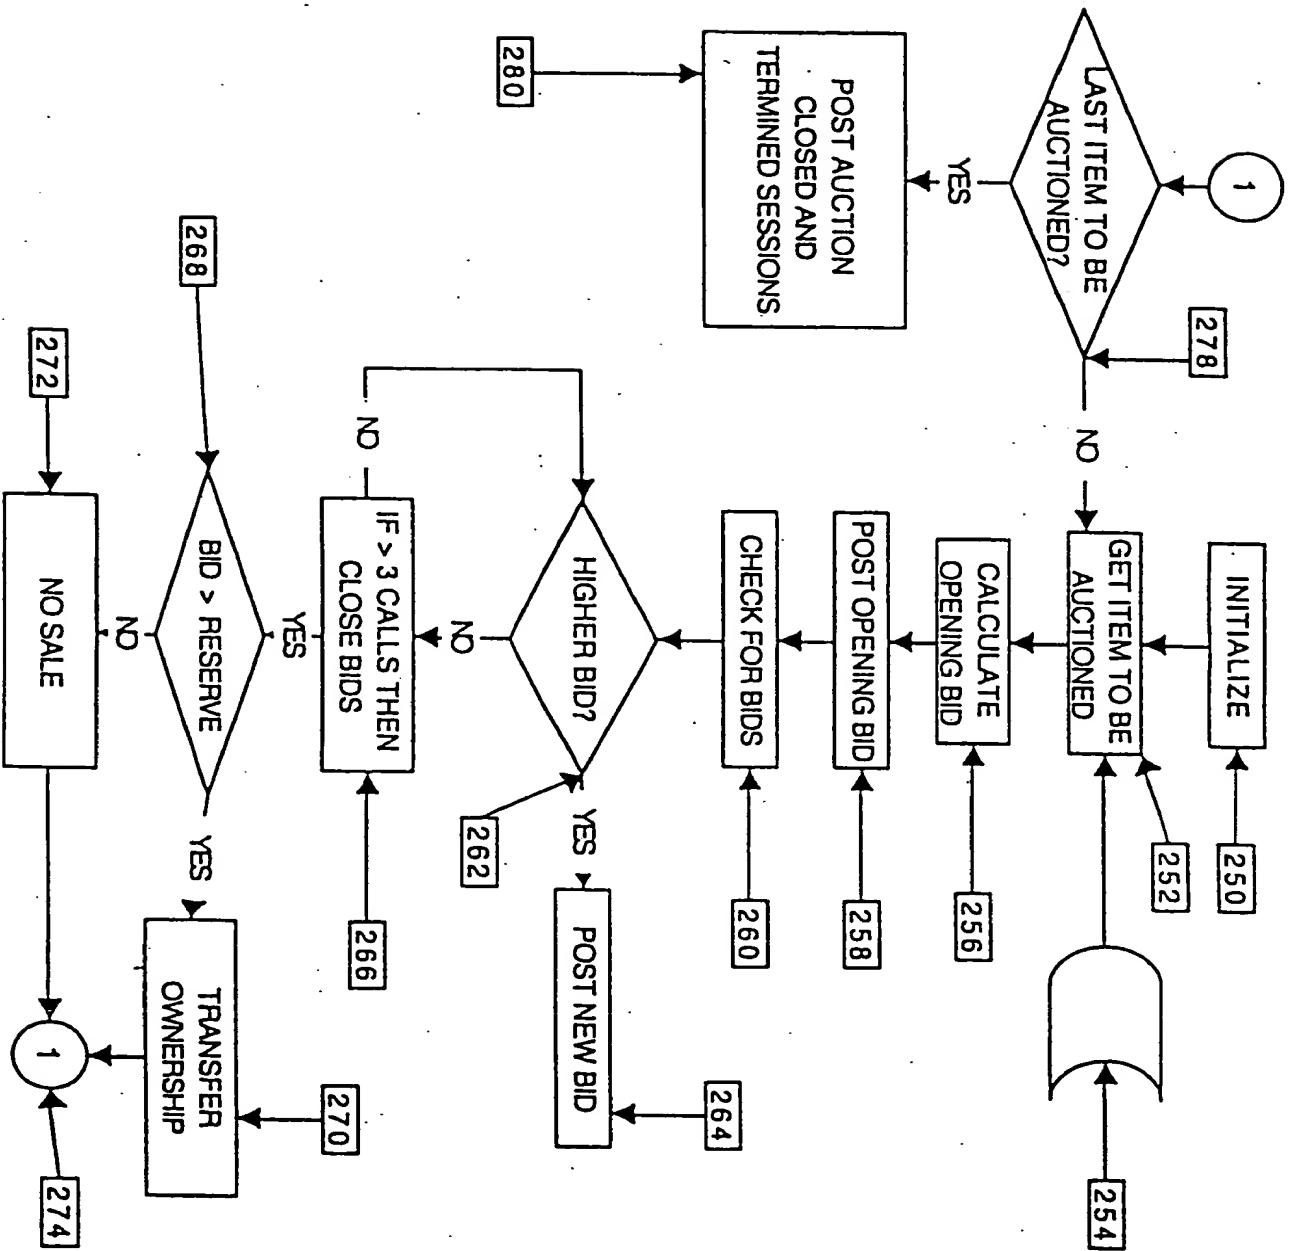 1
LAST ITEM TO BE
AUCTIONED?
278
YES
NO
POST AUCTION
CLOSED AND
TERMINED SESSIONS
280
INITIALIZE
250
GET ITEM TO BE
AUCTIONED
252
254
CALCULATE
OPENING BID
256
POST OPENING BID
258
CHECK FOR BIDS
260
HIGHER BID?
262
YES
POST NEW BID
264
NO
IF > 3 CALLS THEN
CLOSE BIDS
266
NO
YES
BID > RESERVE
268
YES
TRANSFER
OWNERSHIP
270
NO
NO SALE
272
1
274